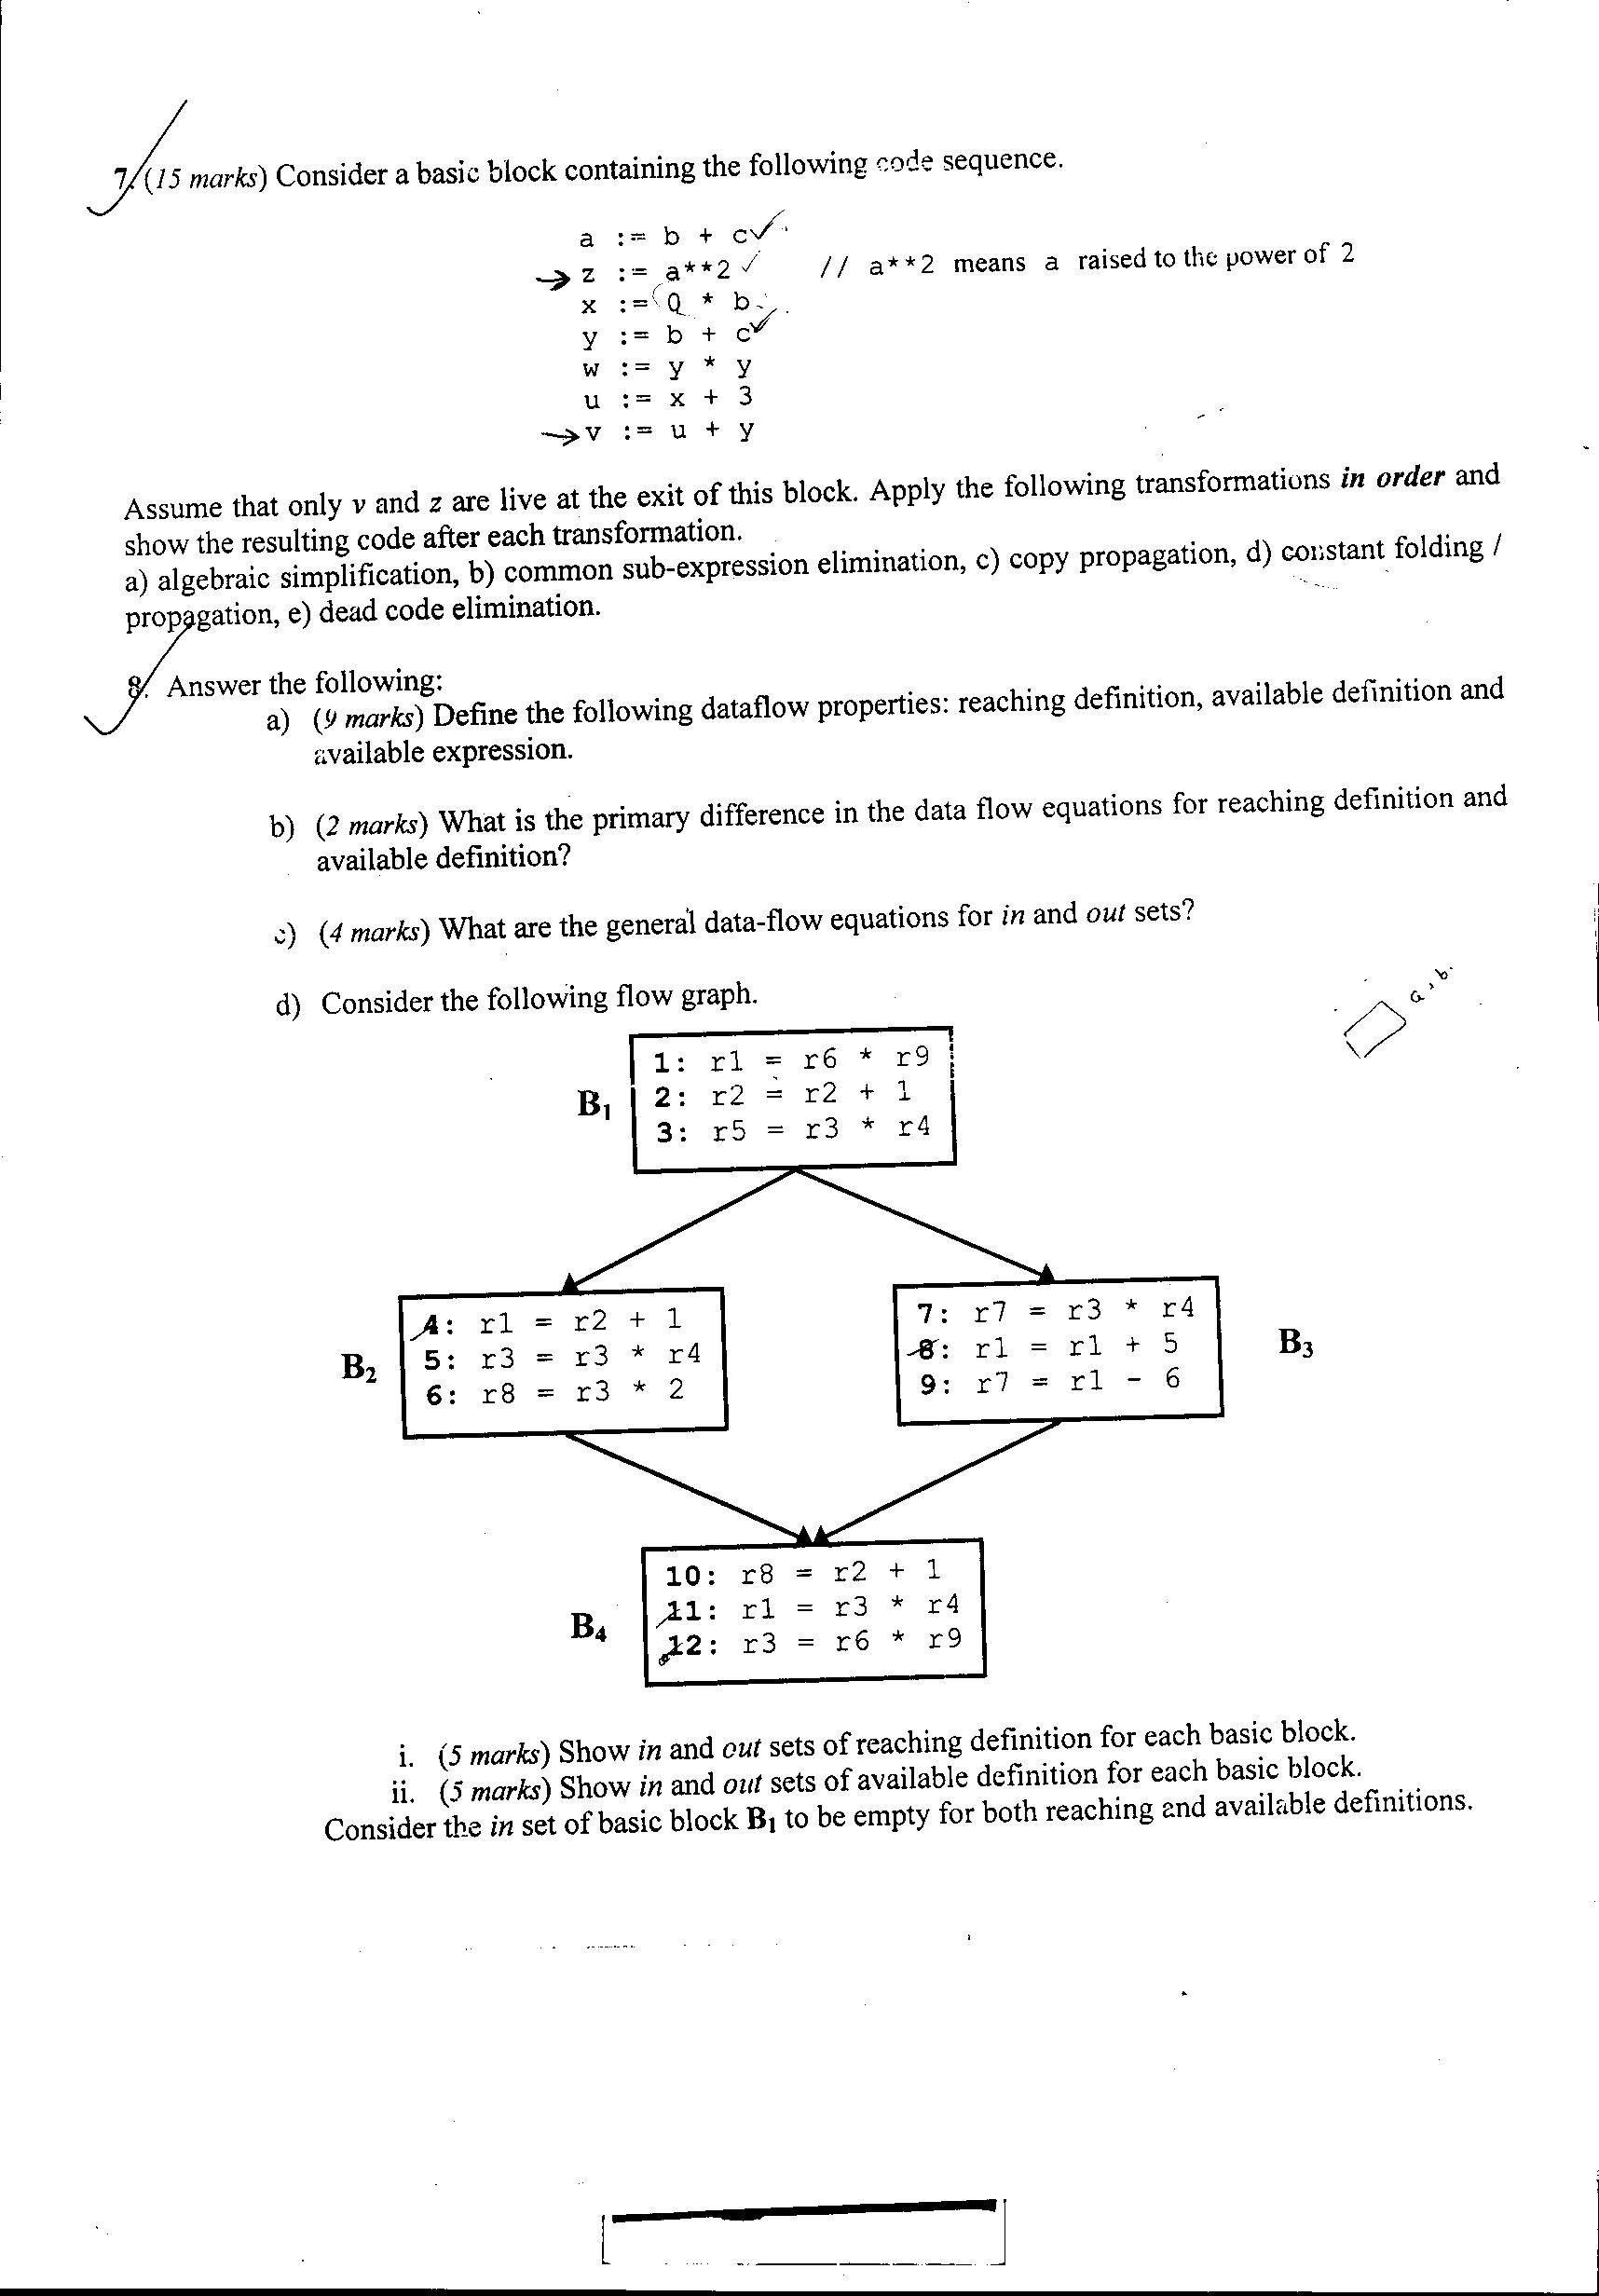 7. (15 marks) Consider a basic block containing the following code sequence.
a := b + c
z := a**2 // a**2 means a raised to the power of 2
x := 0 * b
y := b + c
w := y * y
u := x + 3
v := u + y
Assume that only v and z are live at the exit of this block. Apply the following transformations in order and
show the resulting code after each transformation.
a) algebraic simplification, b) common sub-expression elimination, c) copy propagation, d) constant folding /
propagation, e) dead code elimination.
8. Answer the following:
a) (9 marks) Define the following dataflow properties: reaching definition, available definition and
available expression.
b) (2 marks) What is the primary difference in the data flow equations for reaching definition and
available definition?
c) (4 marks) What are the general data-flow equations for in and out sets?
a, b.
d) Consider the following flow graph.
B1
1: r1 = r6 * r9
2: r2 = r2 + 1
3: r5 = r3 * r4
B2
4: r1 = r2 + 1
5: r3 = r3 * r4
6: r8 = r3 * 2
7: r7 = r3 * r4
8: r1 = r1 + 5
9: r7 = r1 - 6
B3
B4
10: r8 = r2 + 1
11: r1 = r3 * r4
12: r3 = r6 * r9
i. (5 marks) Show in and out sets of reaching definition for each basic block.
ii. (5 marks) Show in and out sets of available definition for each basic block.
Consider the in set of basic block B1 to be empty for both reaching and available definitions.